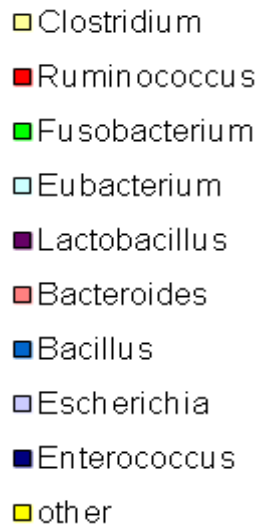 Clostridium
Ruminococcus
Fusobacterium
Eubacterium
Lactobacillus
Bacteroides
Bacillus
Escherichia
Enterococcus
other